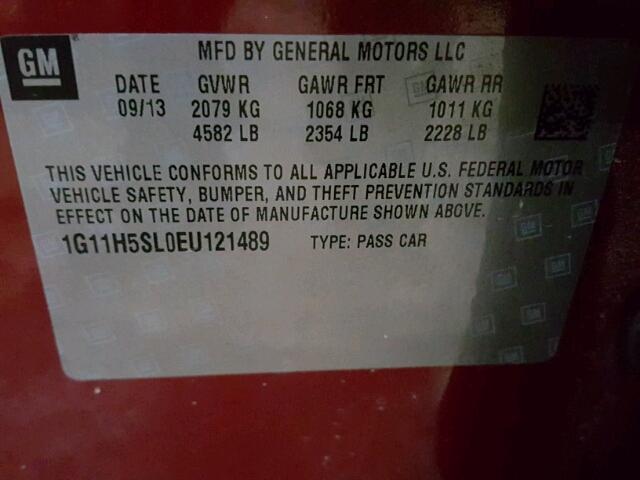 GM
MFD BY GENERAL MOTORS LLC
DATE GVWR GAWR FRT GAWR RR
09/13 2079 KG 1068 KG 1011 KG
4582 LB 2354 LB 2228 LB
THIS VEHICLE CONFORMS TO ALL APPLICABLE U.S. FEDERAL MOTOR
VEHICLE SAFETY, BUMPER, AND THEFT PREVENTION STANDARDS IN
EFFECT ON THE DATE OF MANUFACTURE SHOWN ABOVE.
1G11H5SL0EU121489 TYPE: PASS CAR